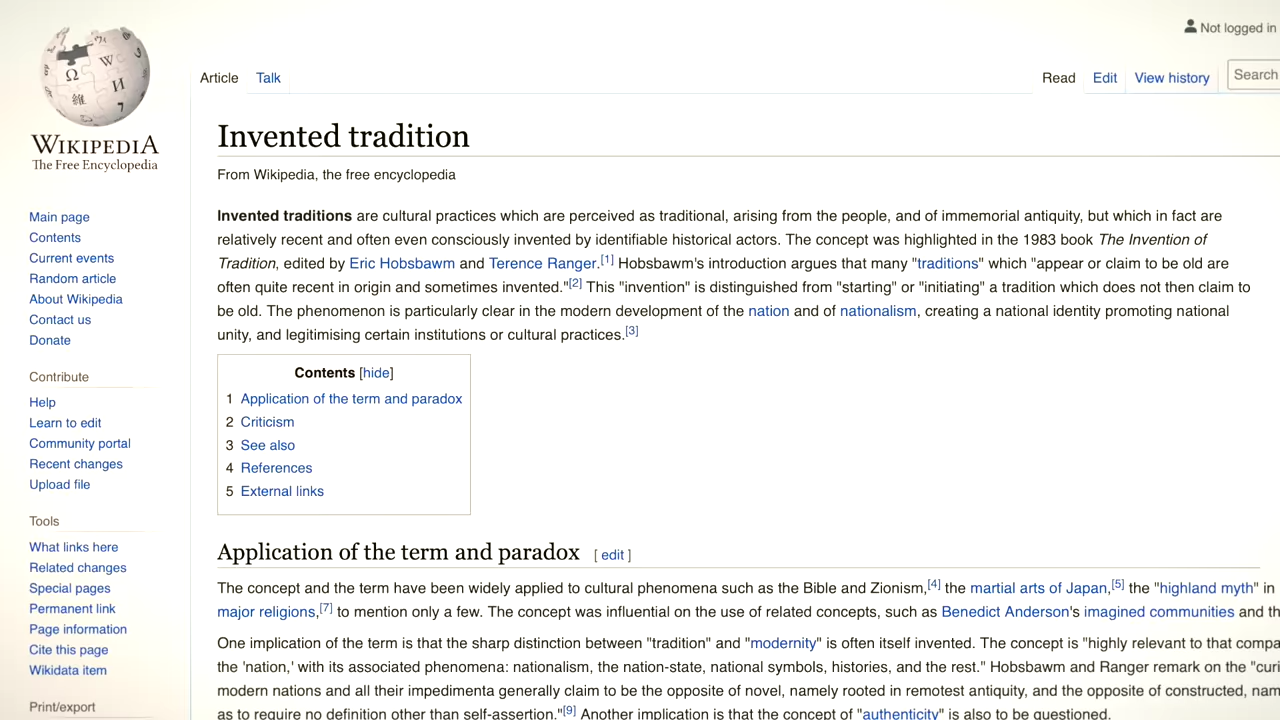 Not logged in
Article Talk Read Edit View history Search
WIKIPEDIA
The Free Encyclopedia
Main page
Contents
Current events
Random article
About Wikipedia
Contact us
Donate
Contribute
Help
Learn to edit
Community portal
Recent changes
Upload file
Tools
What links here
Related changes
Special pages
Permanent link
Page information
Cite this page
Wikidata item
Print/export
Invented tradition
From Wikipedia, the free encyclopedia
Invented traditions are cultural practices which are perceived as traditional, arising from the people, and of immemorial antiquity, but which in fact are
relatively recent and often even consciously invented by identifiable historical actors. The concept was highlighted in the 1983 book The Invention of
Tradition, edited by Eric Hobsbawm and Terence Ranger.[1] Hobsbawm's introduction argues that many "traditions" which "appear or claim to be old are
often quite recent in origin and sometimes invented."[2] This "invention" is distinguished from "starting" or "initiating" a tradition which does not then claim to
be old. The phenomenon is particularly clear in the modern development of the nation and of nationalism, creating a national identity promoting national
unity, and legitimising certain institutions or cultural practices.[3]
Contents [hide]
1 Application of the term and paradox
2 Criticism
3 See also
4 References
5 External links
Application of the term and paradox [ edit ]
The concept and the term have been widely applied to cultural phenomena such as the Bible and Zionism,[4] the martial arts of Japan,[5] the "highland myth" in
major religions,[7] to mention only a few. The concept was influential on the use of related concepts, such as Benedict Anderson's imagined communities and th
One implication of the term is that the sharp distinction between "tradition" and "modernity" is often itself invented. The concept is "highly relevant to that compa
the 'nation,' with its associated phenomena: nationalism, the nation-state, national symbols, histories, and the rest." Hobsbawm and Ranger remark on the "curi
modern nations and all their impedimenta generally claim to be the opposite of novel, namely rooted in remotest antiquity, and the opposite of constructed, nam
as to require no definition other than self-assertion."[9] Another implication is that the concept of "authenticity" is also to be questioned.